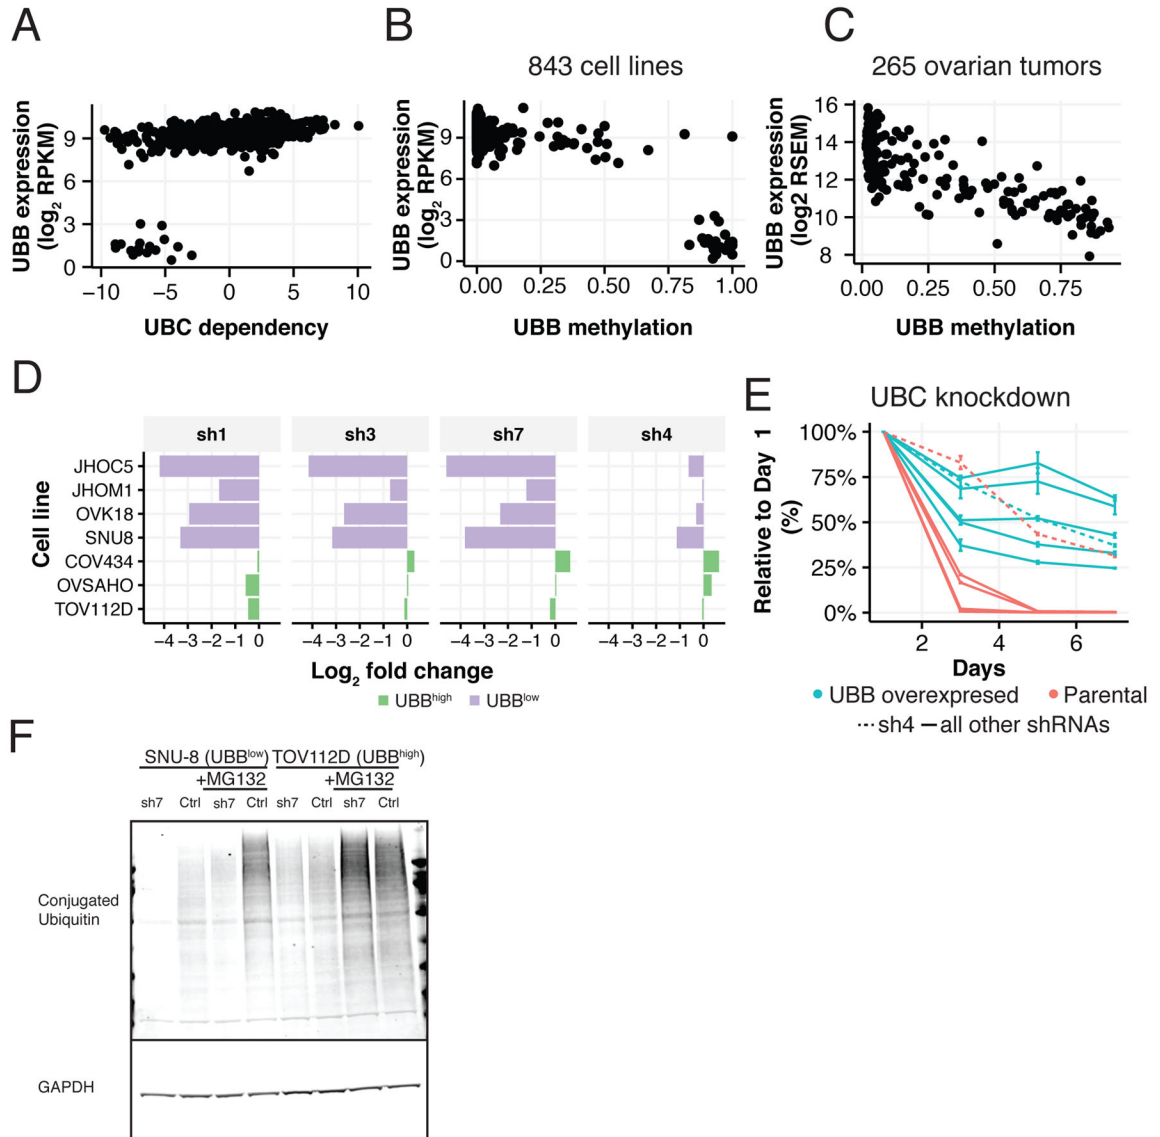 A
UBB expression
(log2 RPKM)
9
6
3
0
−10 −5 0 5 10
UBC dependency
B
843 cell lines
UBB expression
(log2 RPKM)
9
6
3
0
0.00 0.25 0.50 0.75 1.00
UBB methylation
C
265 ovarian tumors
UBB expression
(log2 RSEM)
16
14
12
10
8
0.00 0.25 0.50 0.75
UBB methylation
D
sh1 sh3 sh7 sh4
Cell line
JHOC5
JHOM1
OVK18
SNU8
COV434
OVSAHO
TOV112D
−4 −3 −2 −1 0 −4 −3 −2 −1 0 −4 −3 −2 −1 0 −4 −3 −2 −1 0
Log2 fold change
UBBhigh UBBlow
E
UBC knockdown
Relative to Day 1
(%)
100%
75%
50%
25%
0%
2 4 6
Days
UBB overexpresed Parental
sh4 all other shRNAs
F
SNU-8 (UBBlow) TOV112D (UBBhigh)
+MG132 +MG132
sh7 Ctrl sh7 Ctrl sh7 Ctrl sh7 Ctrl
Conjugated
Ubiquitin
GAPDH